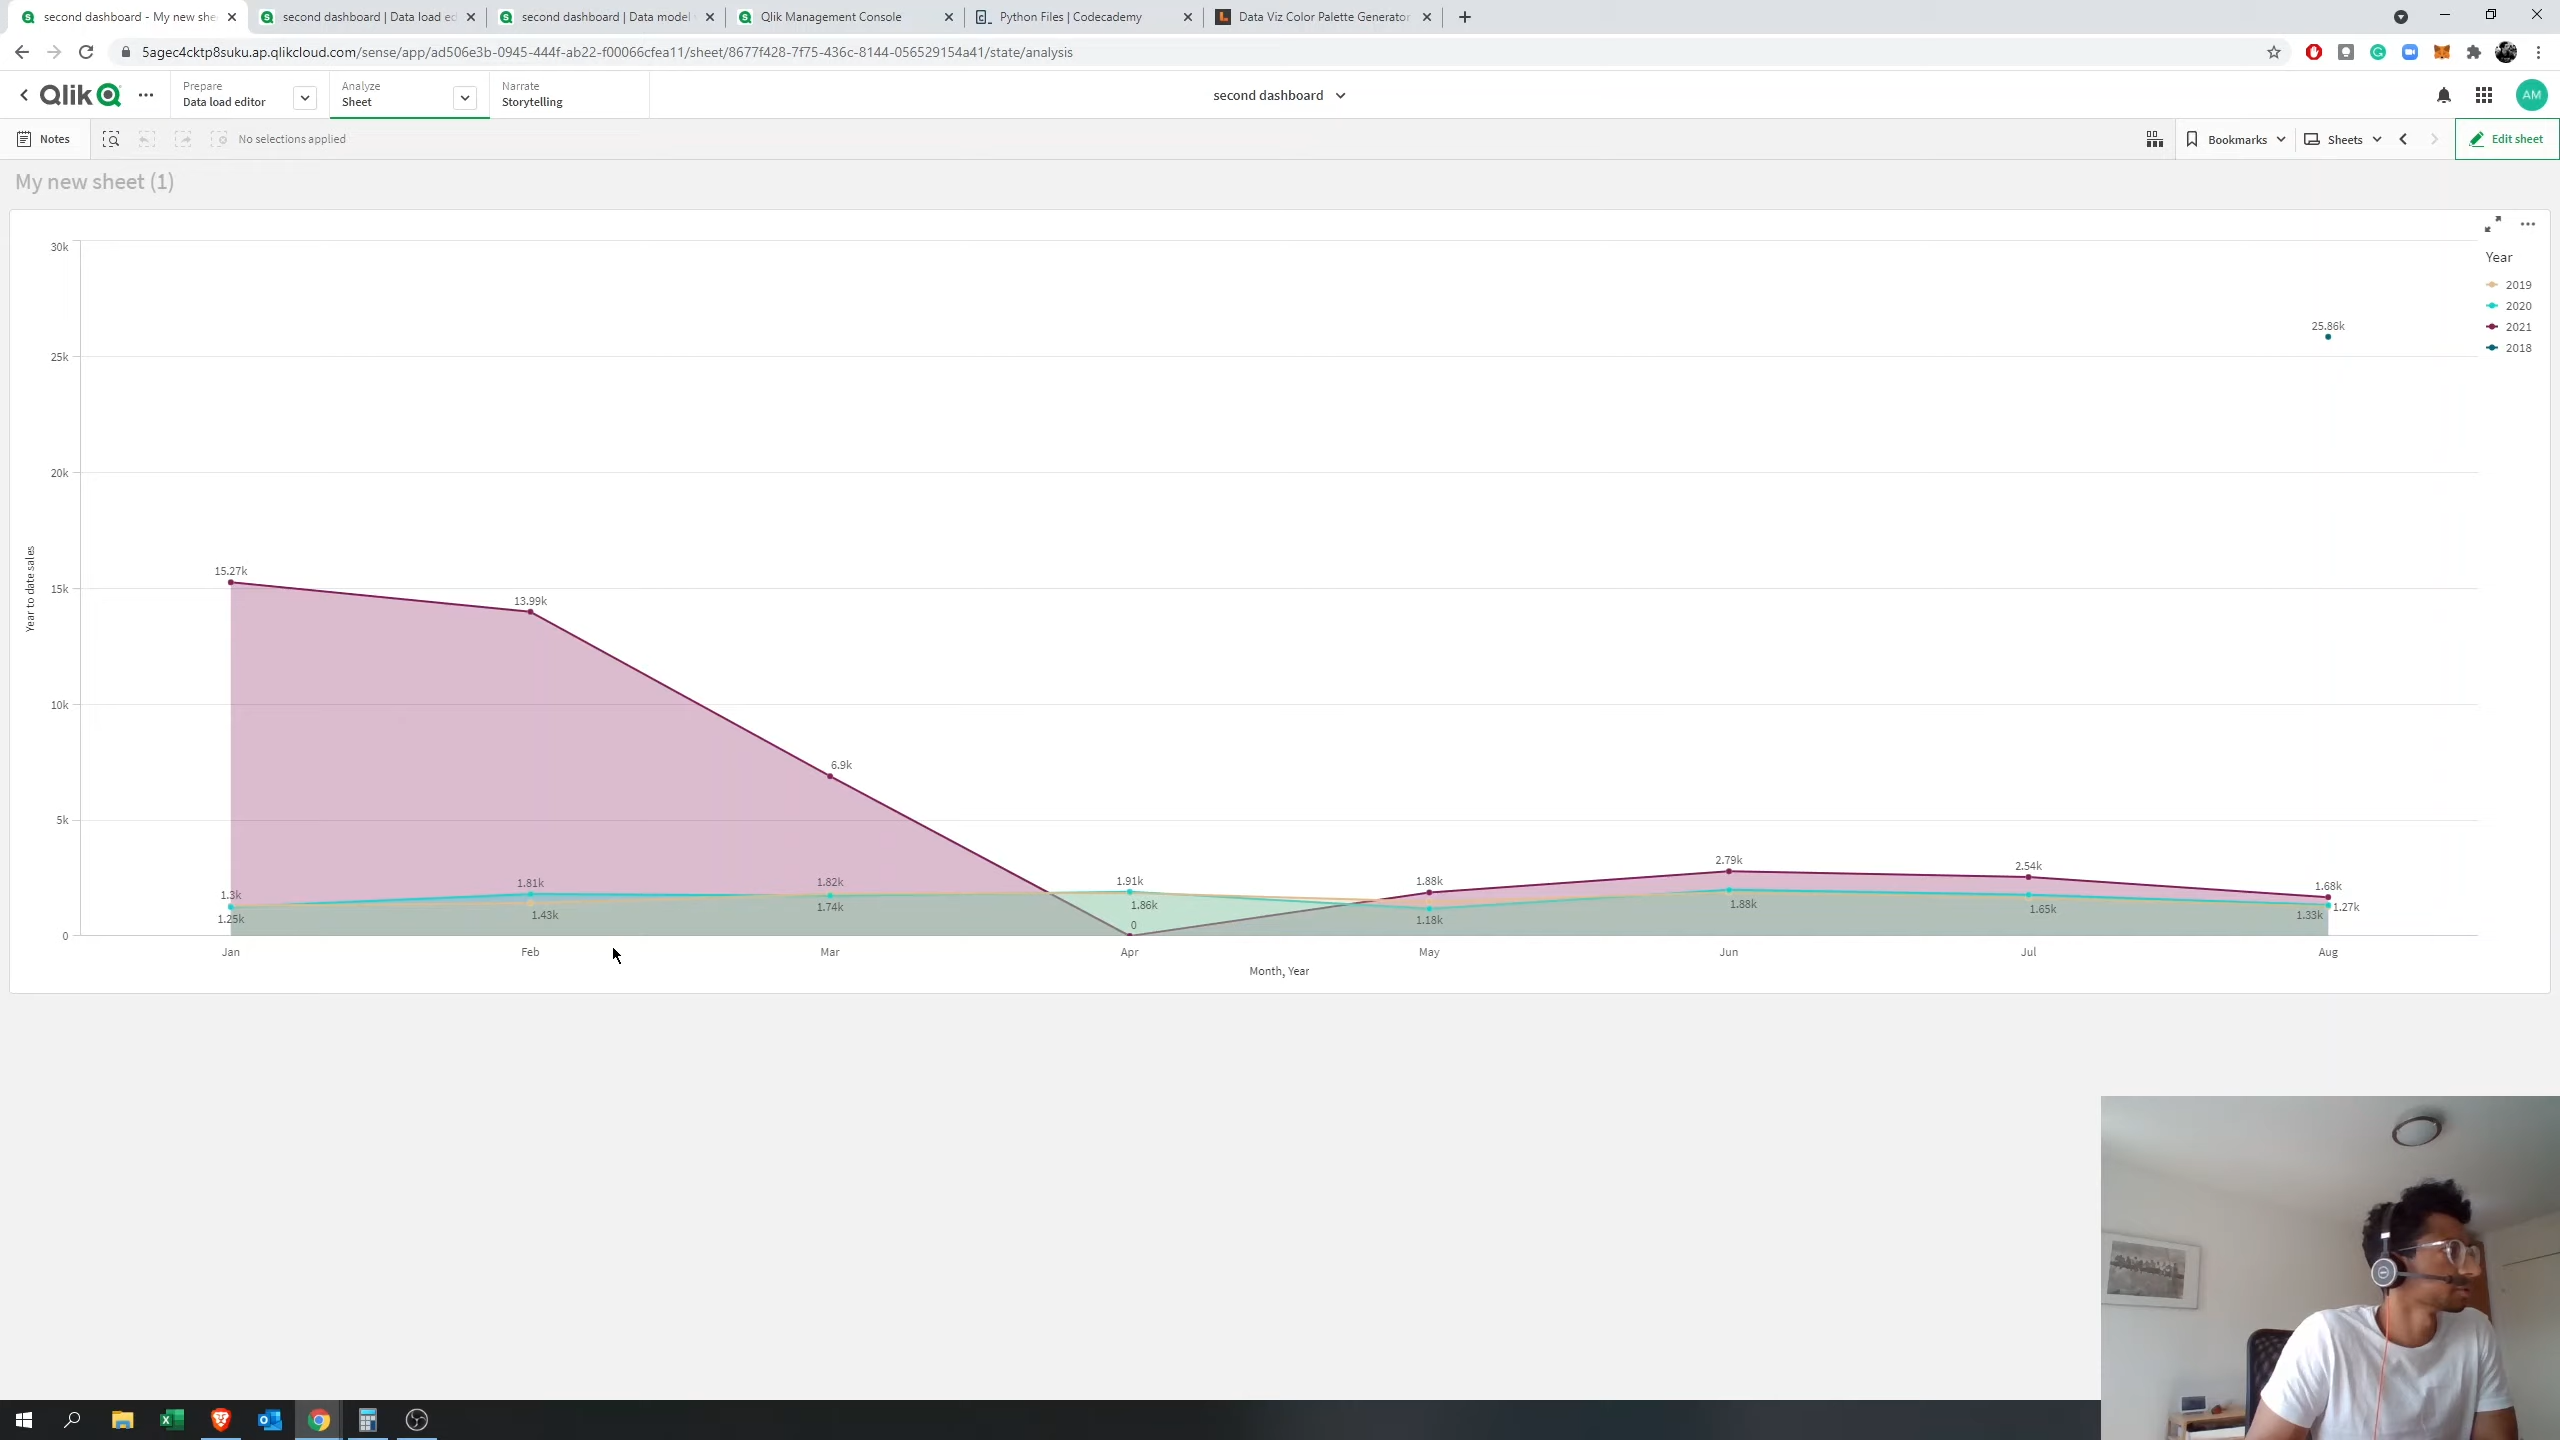 second dashboard - My new she
second dashboard | Data load ed
second dashboard | Data model
Qlik Management Console
Python Files | Codecademy
Data Viz Color Palette Generator
5agec4cktp8suku.ap.qlikcloud.com/sense/app/ad506e3b-0945-444f-ab22-f00066cfea11/sheet/8677f428-7f75-436c-8144-056529154a41/state/analysis
Qlik
Prepare
Data load editor
Analyze
Sheet
Narrate
Storytelling
second dashboard
AM
Notes
No selections applied
Bookmarks
Sheets
Edit sheet
My new sheet (1)
Year
2019
2020
2021
2018
30k
25k
20k
15k
10k
5k
0
Year to date sales
25.86k
15.27k
13.99k
6.9k
1.3k
1.25k
1.81k
1.43k
1.82k
1.74k
1.91k
1.86k
0
1.88k
1.18k
2.79k
1.88k
2.54k
1.65k
1.68k
1.27k
1.33k
Jan
Feb
Mar
Apr
May
Jun
Jul
Aug
Month, Year